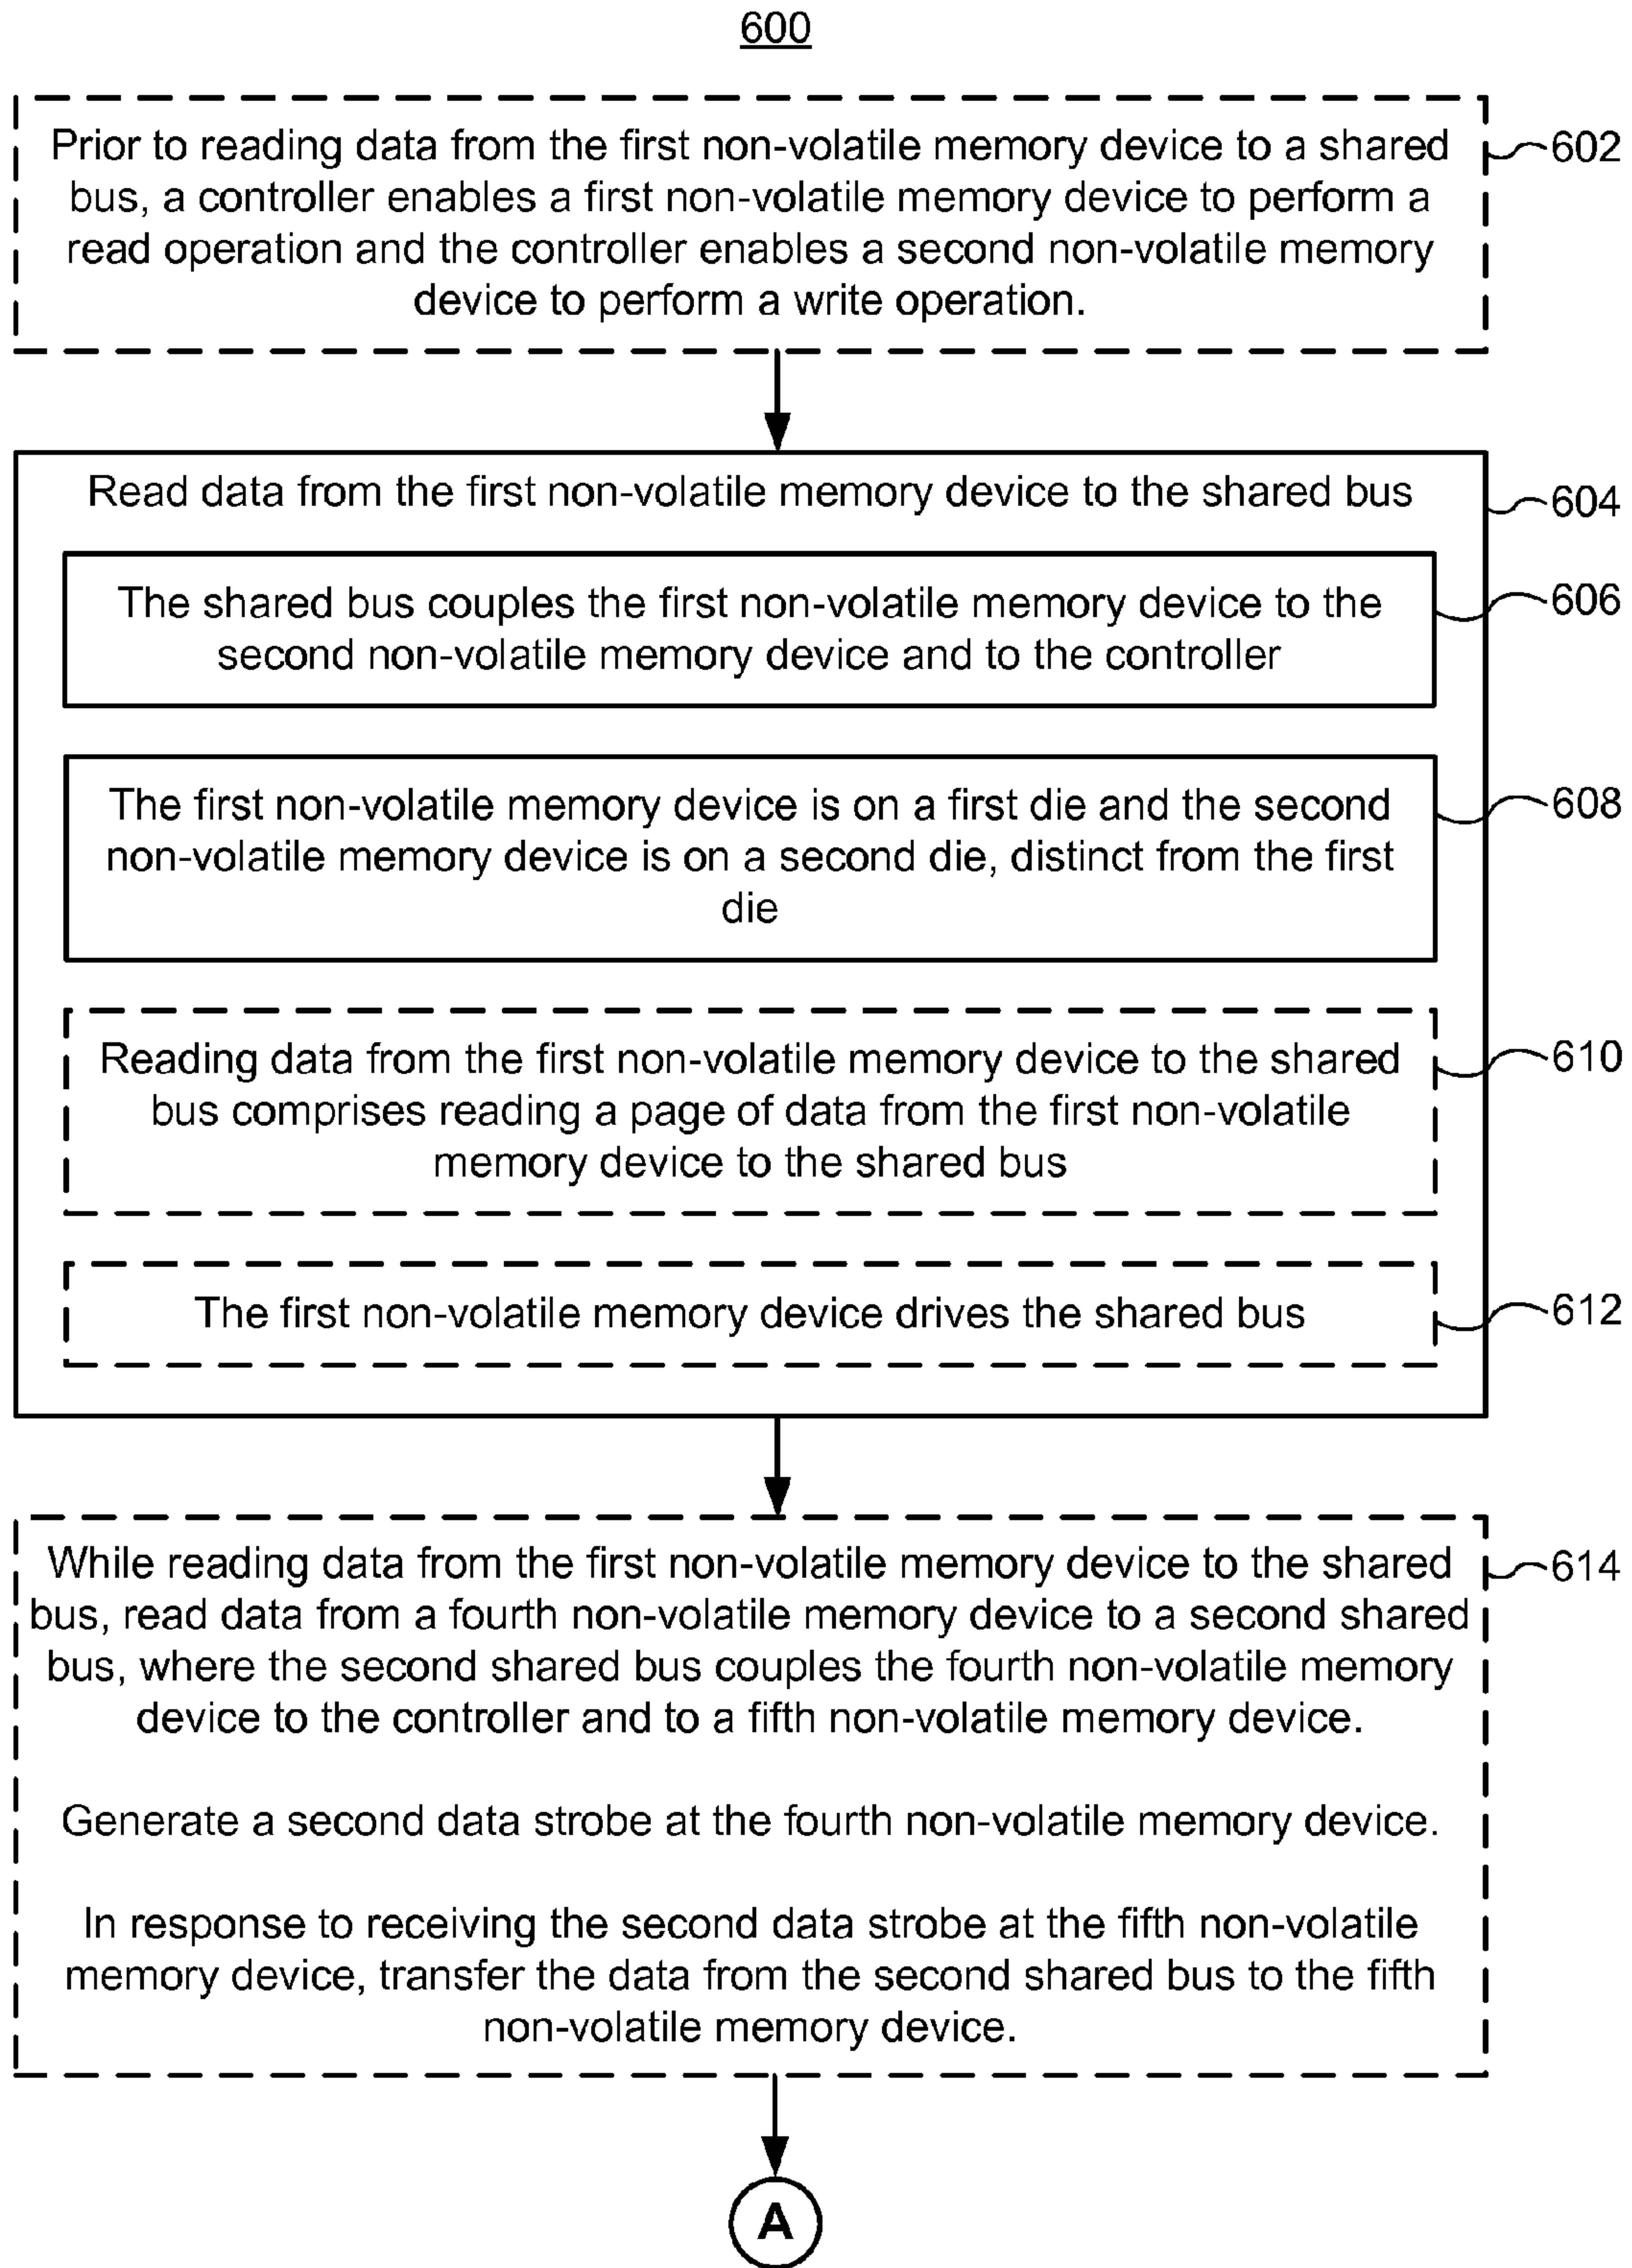 600
Prior to reading data from the first non-volatile memory device to a shared
bus, a controller enables a first non-volatile memory device to perform a
read operation and the controller enables a second non-volatile memory
device to perform a write operation.
602
Read data from the first non-volatile memory device to the shared bus
604
The shared bus couples the first non-volatile memory device to the
second non-volatile memory device and to the controller
606
The first non-volatile memory device is on a first die and the second
non-volatile memory device is on a second die, distinct from the first
die
608
Reading data from the first non-volatile memory device to the shared
bus comprises reading a page of data from the first non-volatile
memory device to the shared bus
610
The first non-volatile memory device drives the shared bus
612
While reading data from the first non-volatile memory device to the shared
bus, read data from a fourth non-volatile memory device to a second shared
bus, where the second shared bus couples the fourth non-volatile memory
device to the controller and to a fifth non-volatile memory device.
614
Generate a second data strobe at the fourth non-volatile memory device.
In response to receiving the second data strobe at the fifth non-volatile
memory device, transfer the data from the second shared bus to the fifth
non-volatile memory device.
A